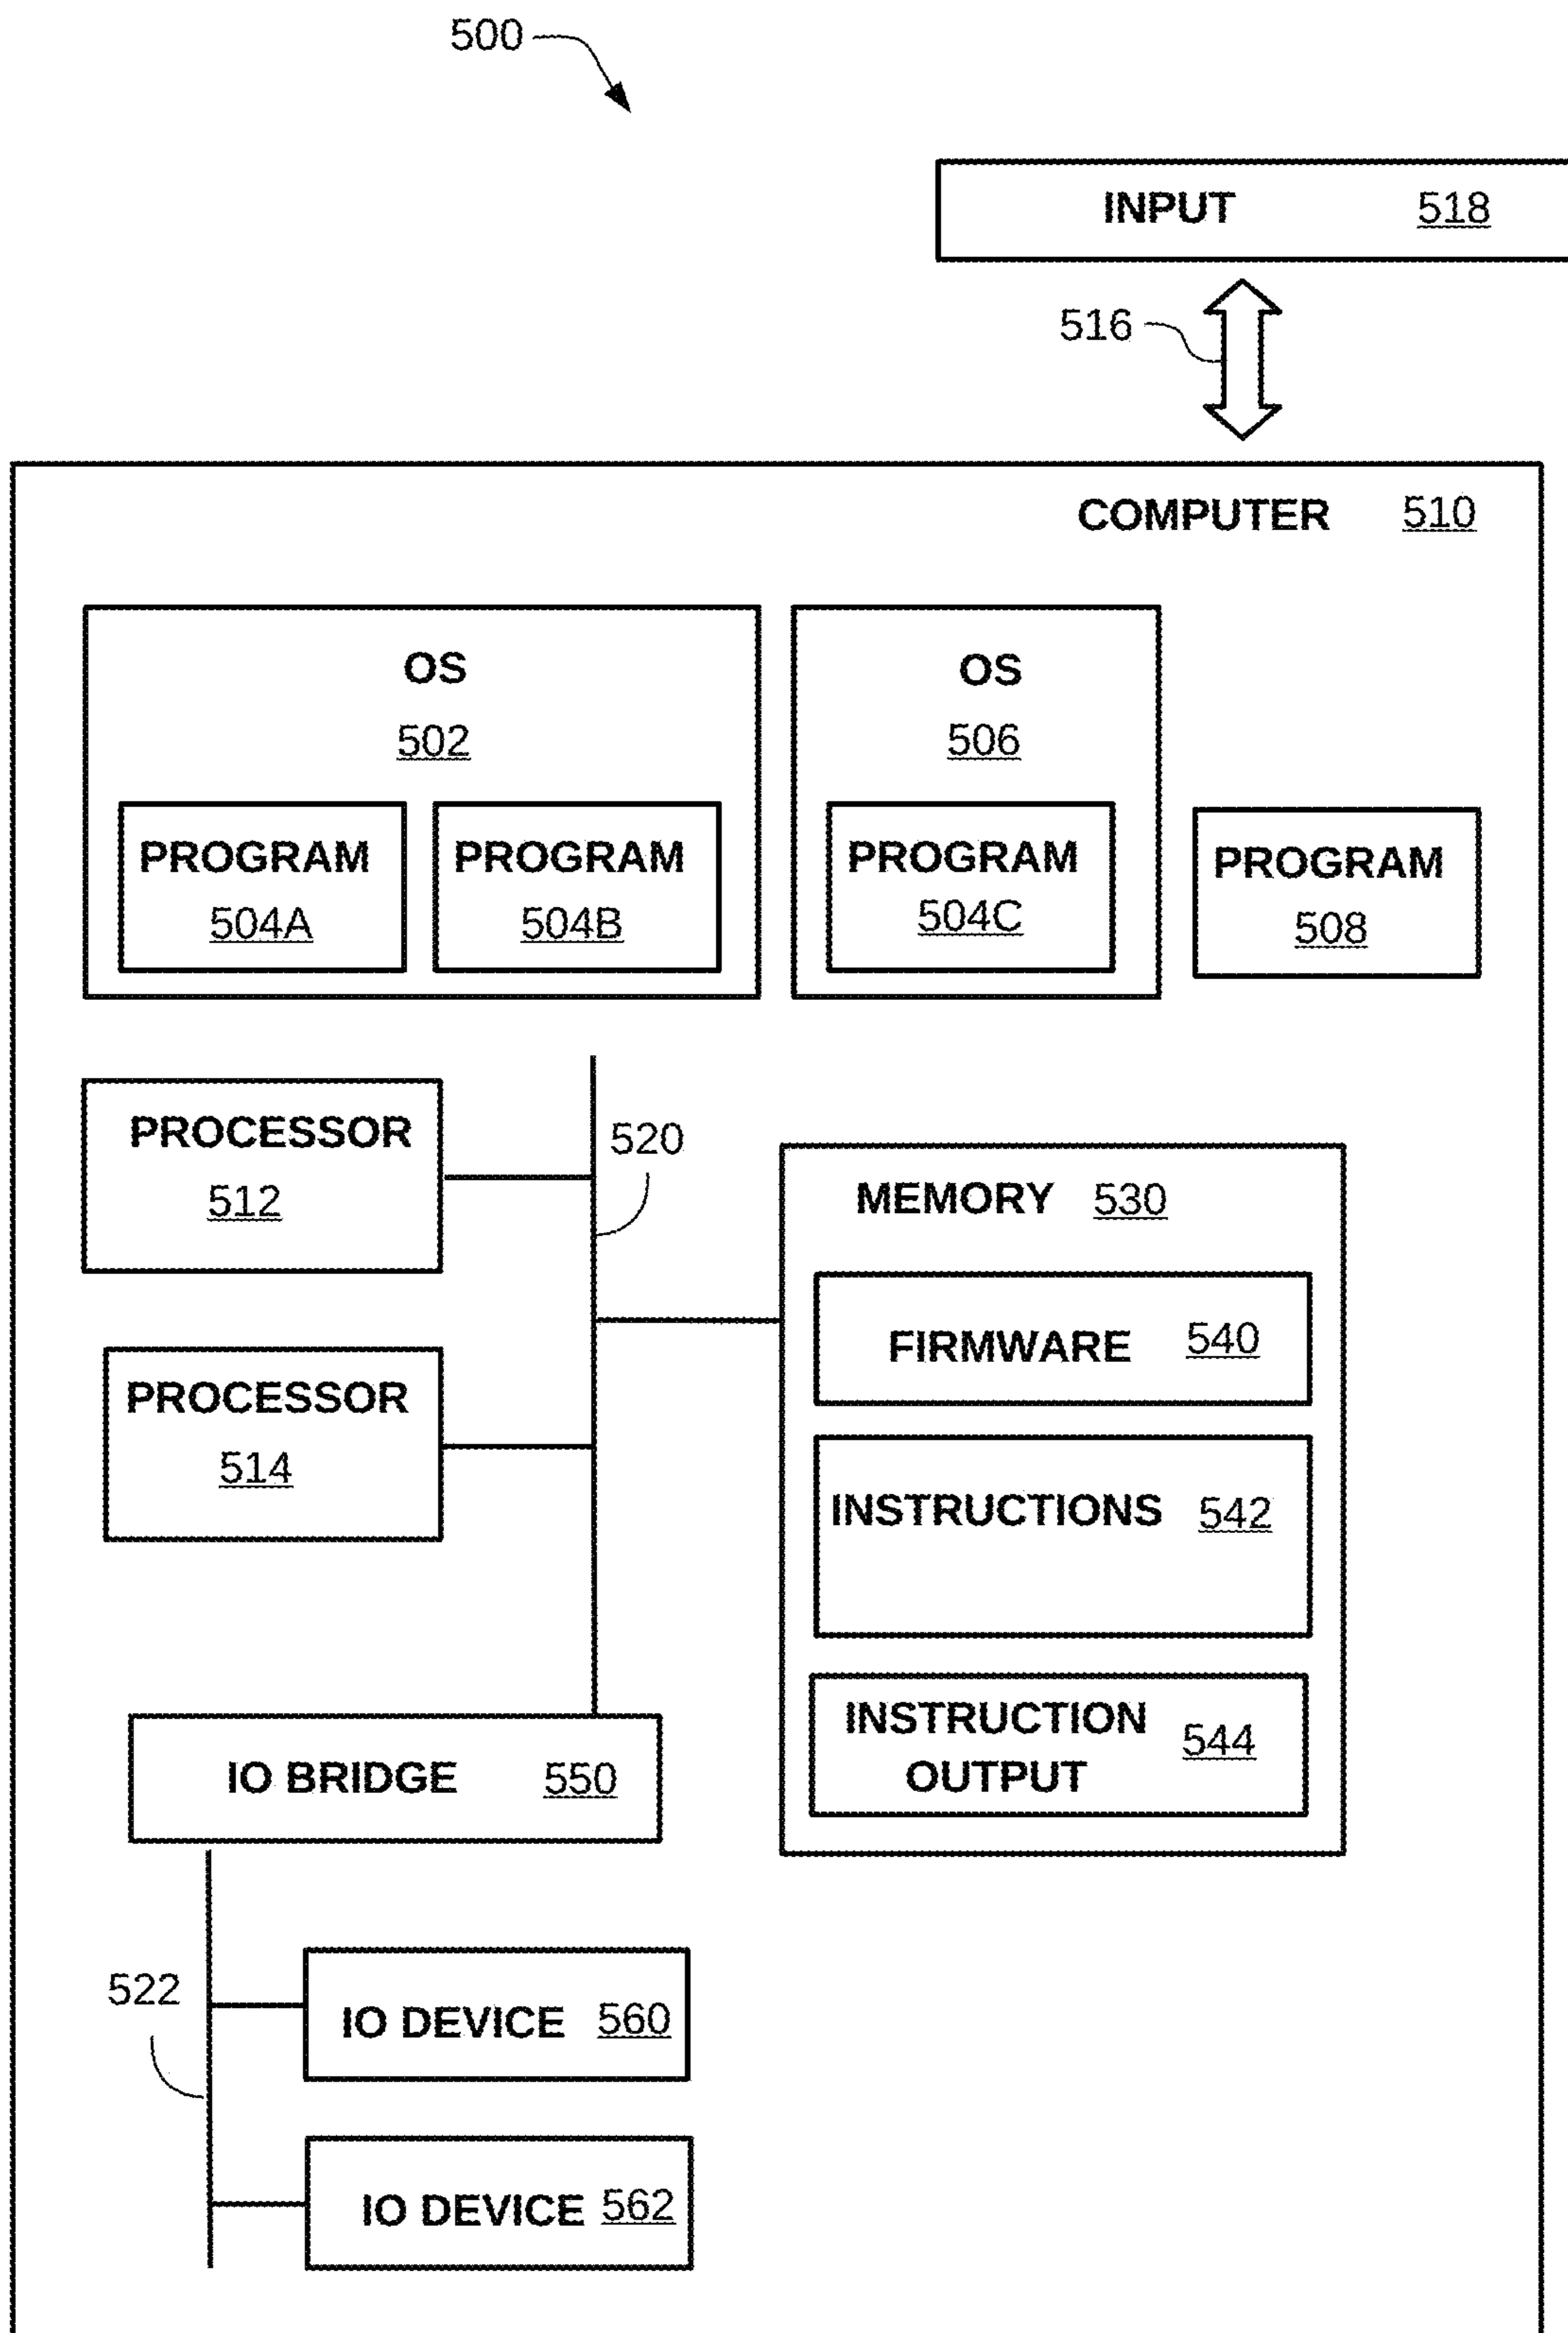 500
INPUT 518
516
COMPUTER 510
OS
502
PROGRAM
504A
PROGRAM
504B
OS
506
PROGRAM
504C
PROGRAM
508
PROCESSOR
512
520
MEMORY 530
FIRMWARE 540
PROCESSOR
514
INSTRUCTIONS 542
INSTRUCTION
OUTPUT
544
IO BRIDGE 550
522
IO DEVICE 560
IO DEVICE 562